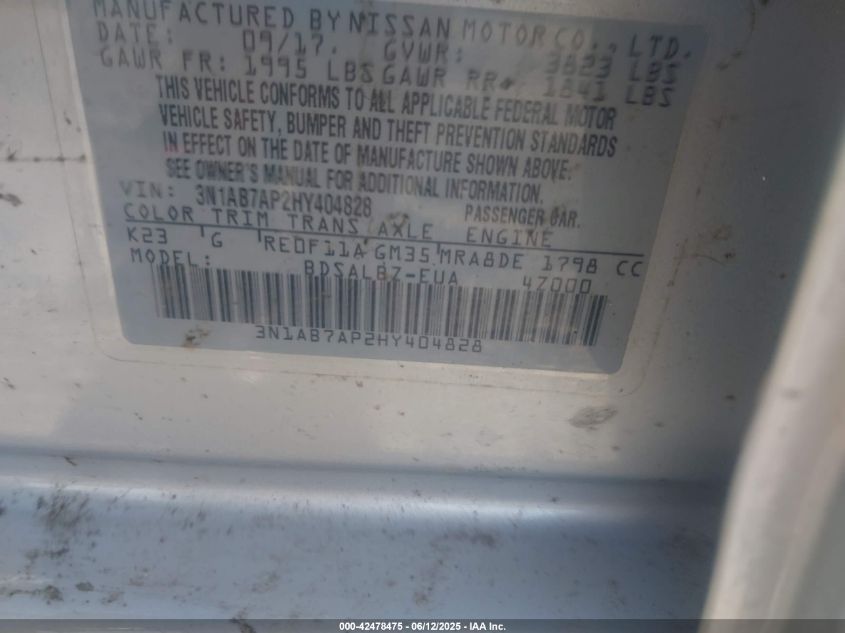 MANUFACTURED BY NISSAN MOTOR CO., LTD.
DATE: 09/17. GVWR: 3823 LBS
GAWR FR: 1995 LBS GAWR RR: 1841 LBS
THIS VEHICLE CONFORMS TO ALL APPLICABLE FEDERAL MOTOR
VEHICLE SAFETY, BUMPER AND THEFT PREVENTION STANDARDS
IN EFFECT ON THE DATE OF MANUFACTURE SHOWN ABOVE.
SEE OWNER'S MANUAL FOR ADDITIONAL INFORMATION.
VIN: 3N1AB7AP2HY404828 PASSENGER CAR.
COLOR TRIM TRANS AXLE ENGINE
K23 G RE0F11A GM35 MRA8DE 1798 CC
MODEL: BDSALBZ-EUA 47000
3N1AB7AP2HY404828
000-42478475 - 06/12/2025 - IAA Inc.